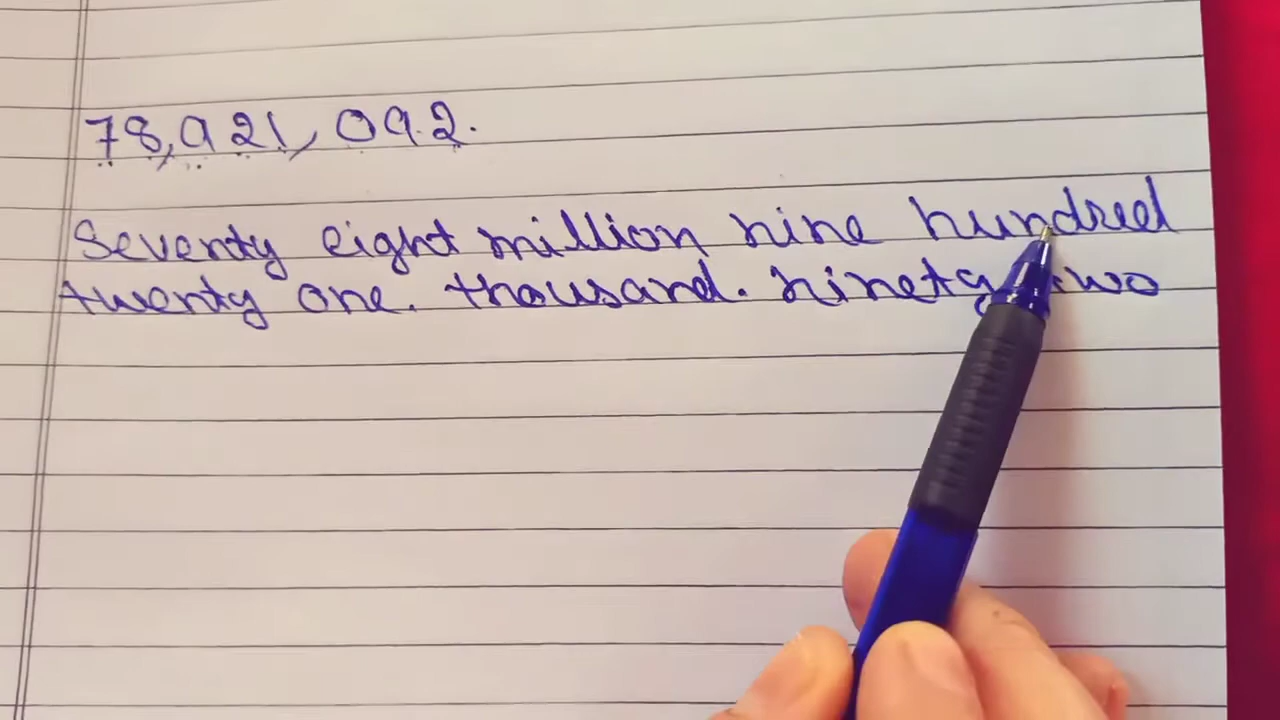 78,921,092.
Seventy eight million nine hundred
twenty one. thousand. ninety two